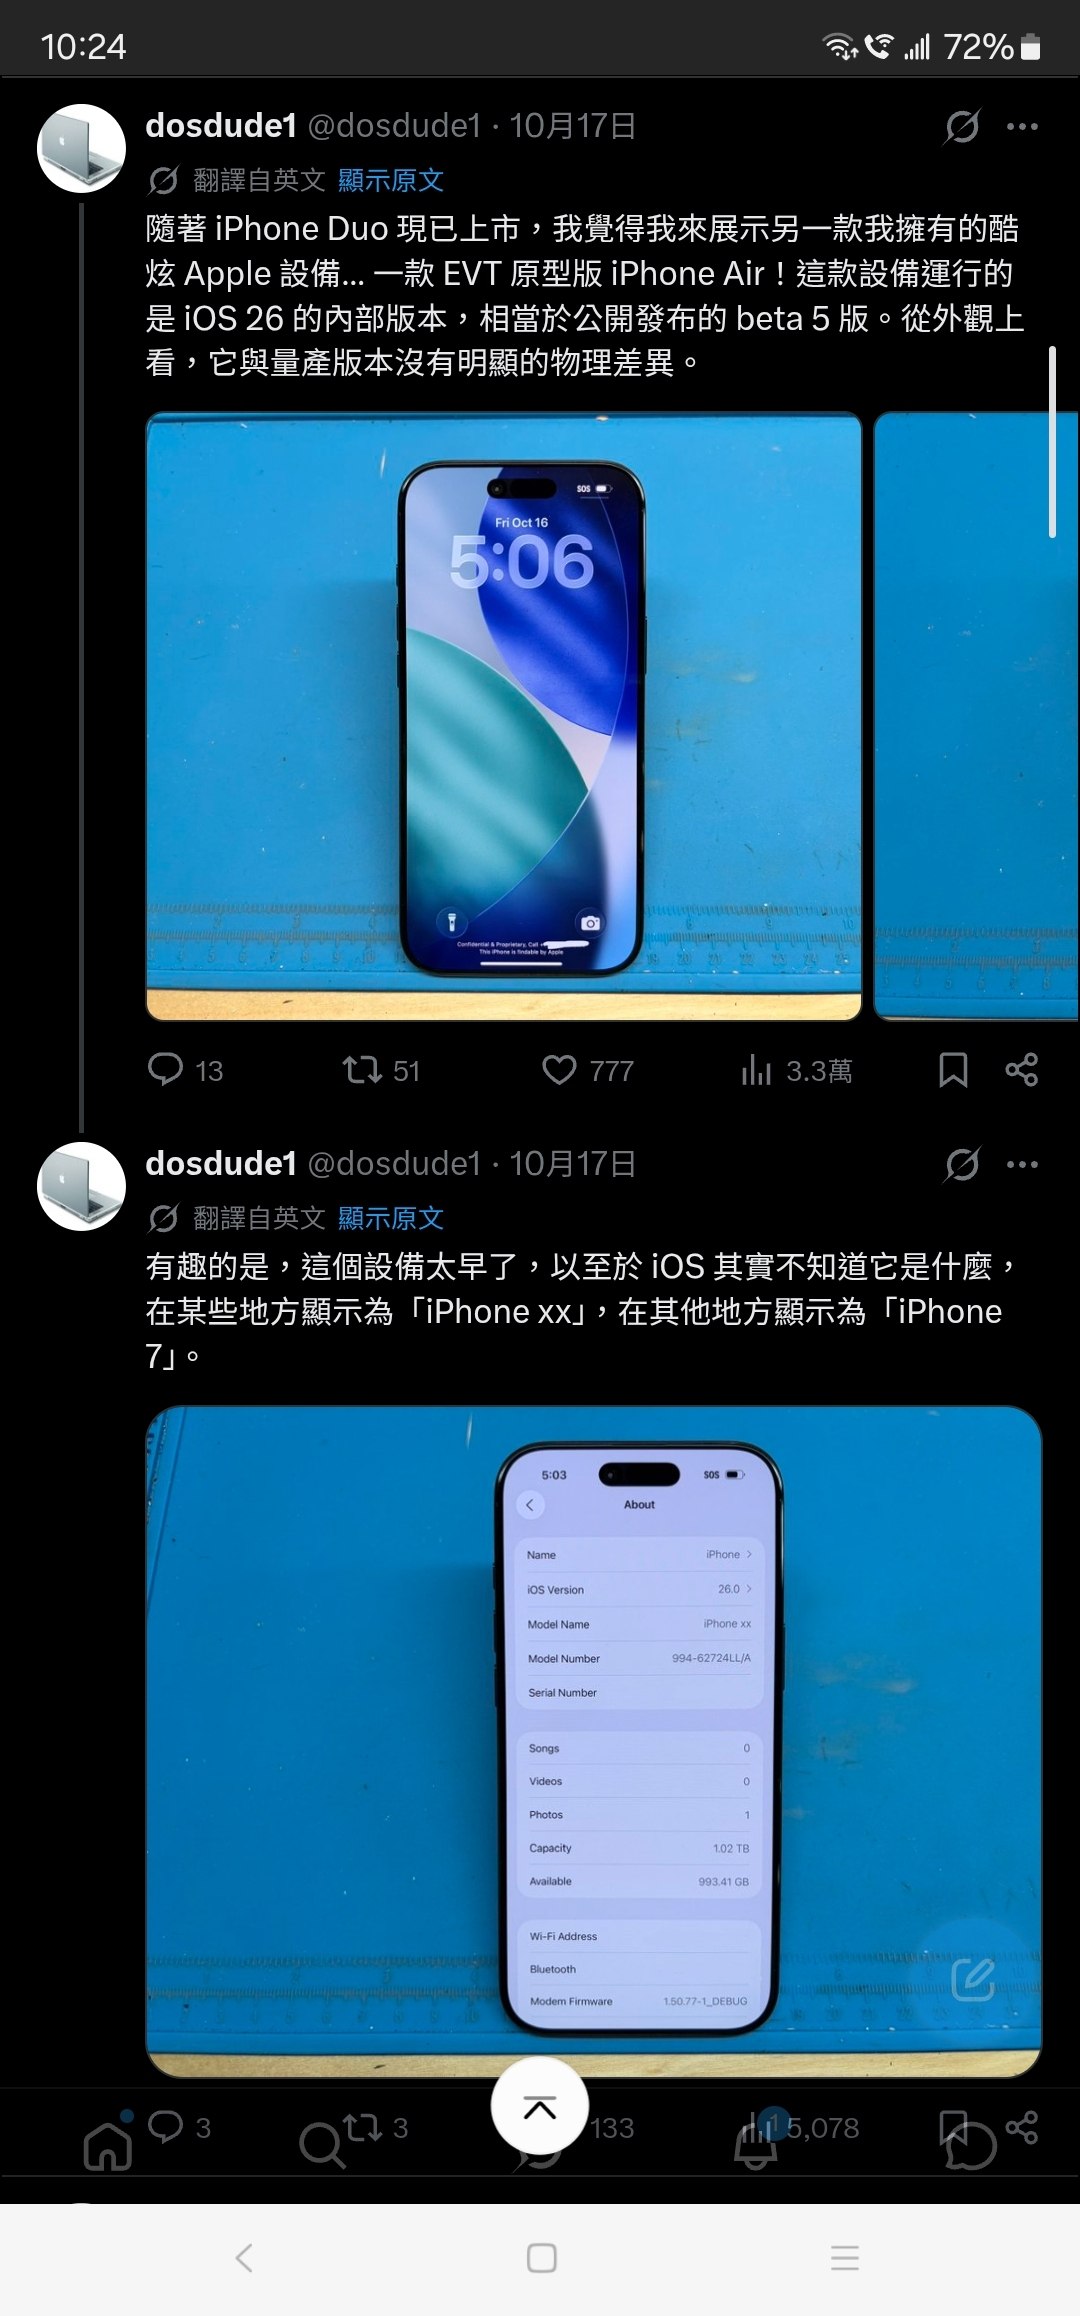 10:24
72%
dosdude1 @dosdude1 · 10月17日
翻譯自英文 顯示原文
隨著 iPhone Duo 現已上市，我覺得我來展示另一款我擁有的酷
炫 Apple 設備... 一款 EVT 原型版 iPhone Air！這款設備運行的
是 iOS 26 的內部版本，相當於公開發布的 beta 5 版。從外觀上
看，它與量產版本沒有明顯的物理差異。
SOS
Fri Oct 16
5:06
Confidential & Proprietary, Call +
This iPhone is findable by Apple
13
51
777
3.3萬
dosdude1 @dosdude1 · 10月17日
翻譯自英文 顯示原文
有趣的是，這個設備太早了，以至於 iOS 其實不知道它是什麼，
在某些地方顯示為「iPhone xx」，在其他地方顯示為「iPhone
7」。
5:03
SOS
About
Name iPhone
iOS Version 26.0
Model Name iPhone xx
Model Number 994-62724LL/A
Serial Number
Songs 0
Videos 0
Photos 1
Capacity 1.02 TB
Available 993.41 GB
Wi-Fi Address
Bluetooth
Modem Firmware 1.50.77-1_DEBUG
3
3
133
1
5,078